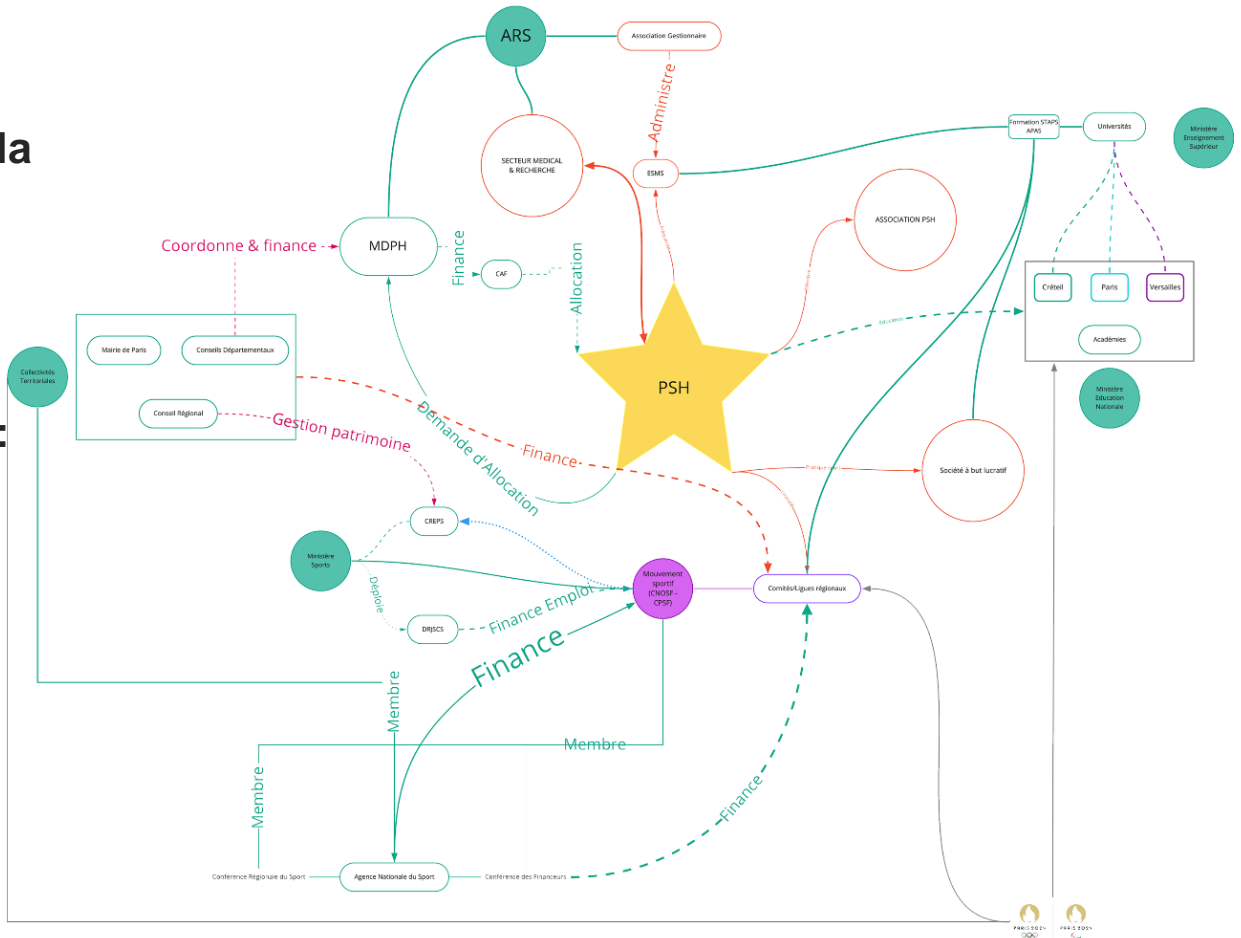 la
:
ARS
Association Gestionnaire
Administre
SECTEUR MEDICAL
& RECHERCHE
ESMS
Formation STAPS
APAS
Universités
Ministère
Enseignement
Supérieur
ASSOCIATION PSH
Coordonne & finance
MDPH
Finance
CAF
Allocation
Créteil
Paris
Versailles
Académies
Education
Ministère
Education
Nationale
Mairie de Paris
Conseils Départementaux
Conseil Régional
Collectivités
Territoriales
PSH
Gestion patrimoine
Demande d'Allocation
Finance
Société à but lucratif
CREPS
Ministère
Sports
Déploie
DRJSCS
Finance Emploi
Mouvement
sportif
(CNOSF -
CPSF)
Comités/Ligues régionaux
Finance
Membre
Membre
Membre
Finance
Conférence Régionale du Sport
Agence Nationale du Sport
Conférence des Financeurs
PARIS 2024
PARIS 2024